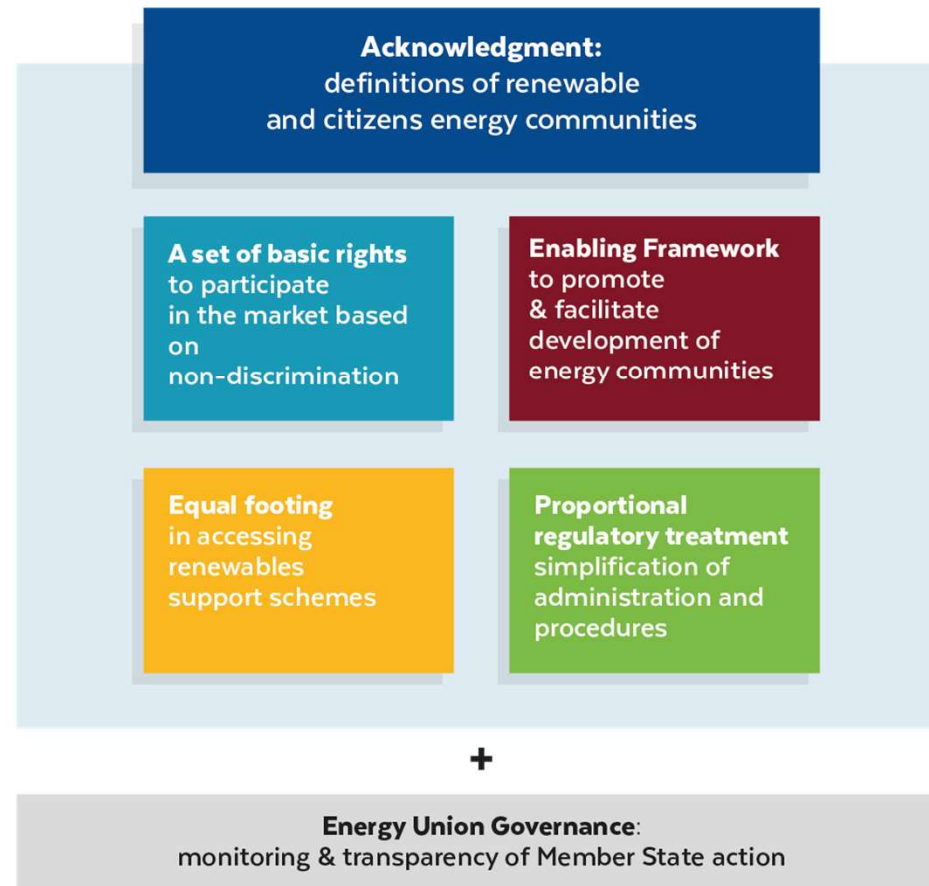 Acknowledgment:
definitions of renewable
and citizens energy communities
A set of basic rights
to participate
in the market based
on
non-discrimination
Enabling Framework
to promote
& facilitate
development of
energy communities
Equal footing
in accessing
renewables
support schemes
Proportional
regulatory treatment
simplification of
administration and
procedures
+
Energy Union Governance:
monitoring & transparency of Member State action